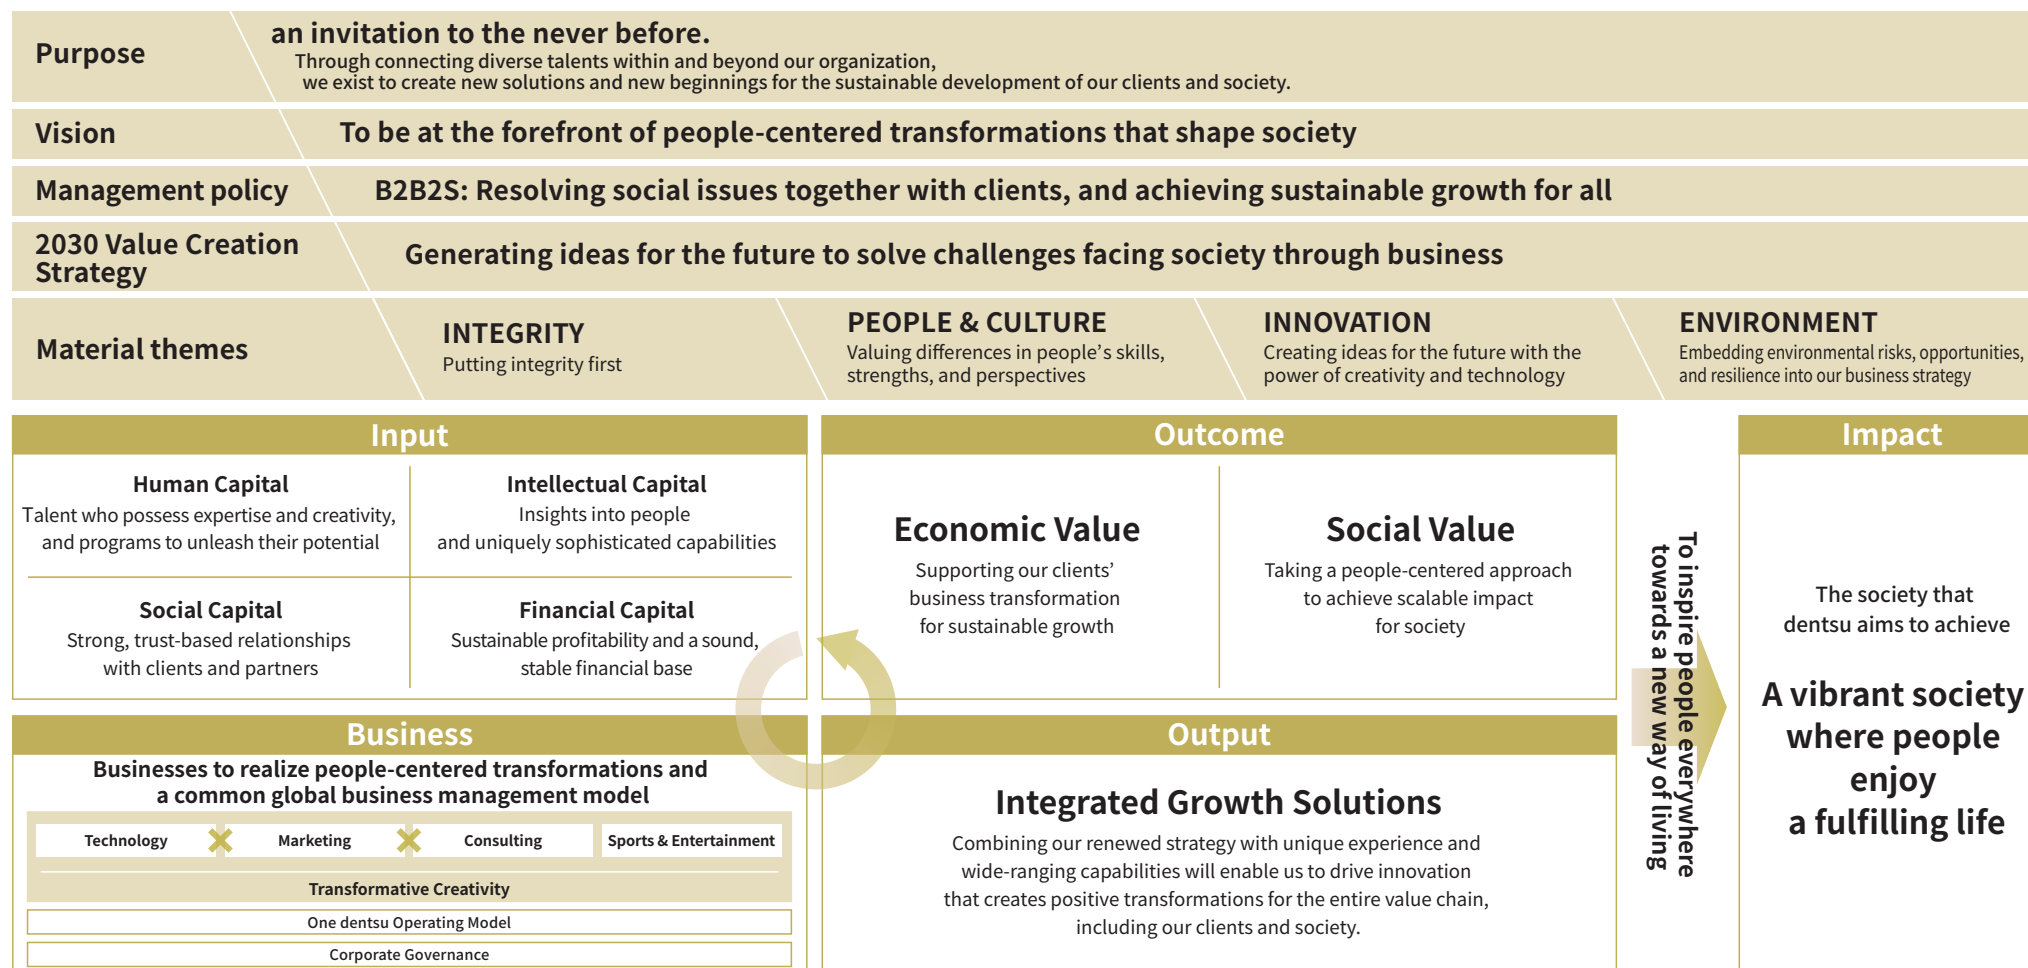 Purpose
an invitation to the never before.
Through connecting diverse talents within and beyond our organization,
we exist to create new solutions and new beginnings for the sustainable development of our clients and society.
Vision
To be at the forefront of people-centered transformations that shape society
Management policy
B2B2S: Resolving social issues together with clients, and achieving sustainable growth for all
2030 Value Creation
Strategy
Generating ideas for the future to solve challenges facing society through business
Material themes
INTEGRITY
Putting integrity first
PEOPLE & CULTURE
Valuing differences in people's skills,
strengths, and perspectives
INNOVATION
Creating ideas for the future with the
power of creativity and technology
ENVIRONMENT
Embedding environmental risks, opportunities,
and resilience into our business strategy
Input
Human Capital
Talent who possess expertise and creativity,
and programs to unleash their potential
Intellectual Capital
Insights into people
and uniquely sophisticated capabilities
Social Capital
Strong, trust-based relationships
with clients and partners
Financial Capital
Sustainable profitability and a sound,
stable financial base
Business
Businesses to realize people-centered transformations and
a common global business management model
Technology
Marketing
Consulting
Sports & Entertainment
Transformative Creativity
One dentsu Operating Model
Corporate Governance
Outcome
Economic Value
Supporting our clients'
business transformation
for sustainable growth
Social Value
Taking a people-centered approach
to achieve scalable impact
for society
Output
Integrated Growth Solutions
Combining our renewed strategy with unique experience and
wide-ranging capabilities will enable us to drive innovation
that creates positive transformations for the entire value chain,
including our clients and society.
To inspire people everywhere
towards a new way of living
Impact
The society that
dentsu aims to achieve
A vibrant society
where people
enjoy
a fulfilling life